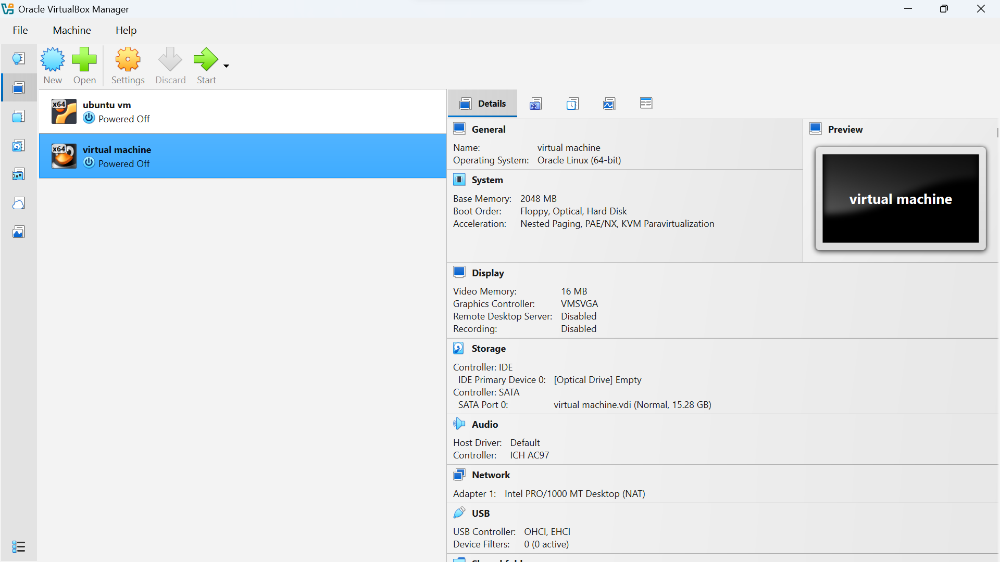 Oracle VirtualBox Manager
File Machine Help
New Open Settings Discard Start
x64 ubuntu vm
Powered Off
x64 virtual machine
Powered Off
Details
General
Name: virtual machine
Operating System: Oracle Linux (64-bit)
Preview
virtual machine
System
Base Memory: 2048 MB
Boot Order: Floppy, Optical, Hard Disk
Acceleration: Nested Paging, PAE/NX, KVM Paravirtualization
Display
Video Memory: 16 MB
Graphics Controller: VMSVGA
Remote Desktop Server: Disabled
Recording: Disabled
Storage
Controller: IDE
IDE Primary Device 0: [Optical Drive] Empty
Controller: SATA
SATA Port 0: virtual machine.vdi (Normal, 15.28 GB)
Audio
Host Driver: Default
Controller: ICH AC97
Network
Adapter 1: Intel PRO/1000 MT Desktop (NAT)
USB
USB Controller: OHCI, EHCI
Device Filters: 0 (0 active)